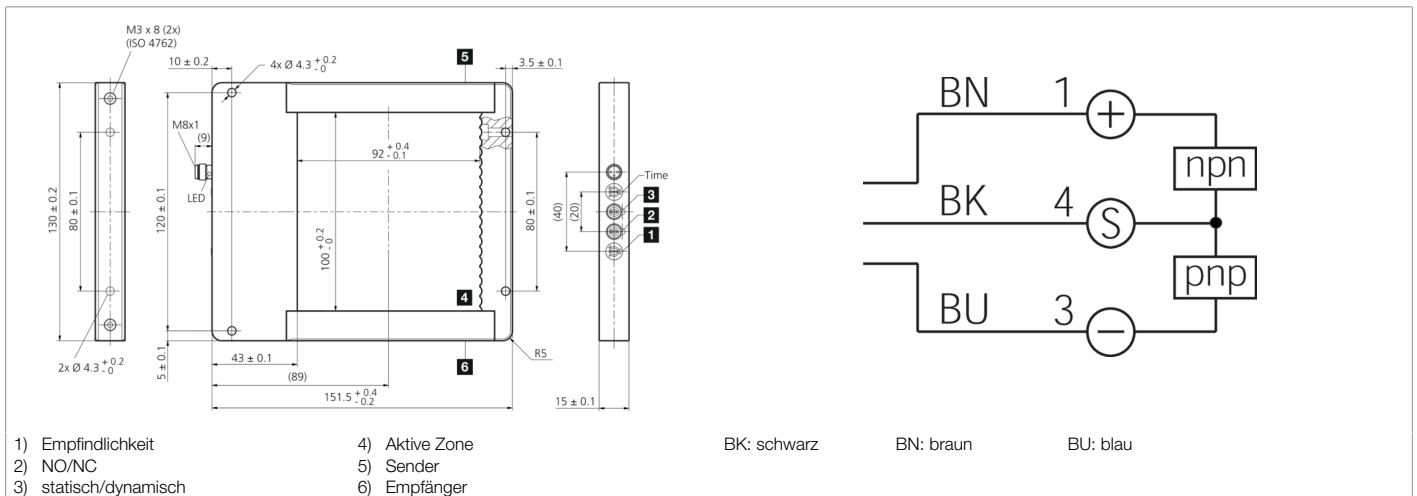 M3 x 8 (2x)
(ISO 4762)
10 ± 0.2
4x Ø 4.3 + 0.2 - 0
5
3.5 ± 0.1
M8x1
(9)
LED
92 + 0.4 - 0.1
130 ± 0.2
80 ± 0.1
120 ± 0.1
100 + 0.2 - 0
80 ± 0.1
(40)
(20)
Time
3
2
1
4
2x Ø 4.3 + 0.2 - 0
5 ± 0.1
43 ± 0.1
(89)
151.5 + 0.4 - 0.2
6
R5
15 ± 0.1
BN 1 +
npn
BK 4 S
pnp
BU 3 −
1) Empfindlichkeit
2) NO/NC
3) statisch/dynamisch
4) Aktive Zone
5) Sender
6) Empfänger
BK: schwarz BN: braun BU: blau